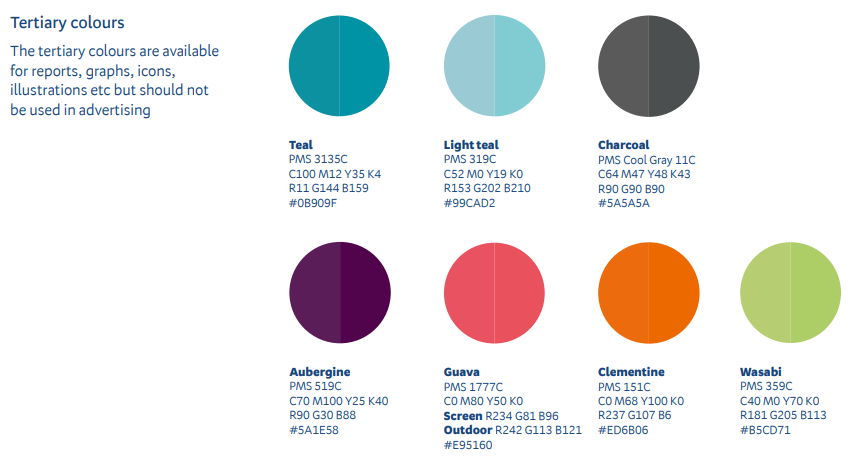 Tertiary colours
The tertiary colours are available
for reports, graphs, icons,
illustrations etc but should not
be used in advertising
Teal
PMS 3135C
C100 M12 Y35 K4
R11 G144 B159
#0B909F
Light teal
PMS 319C
C52 M0 Y19 K0
R153 G202 B210
#99CAD2
Charcoal
PMS Cool Gray 11C
C64 M47 Y48 K43
R90 G90 B90
#5A5A5A
Aubergine
PMS 519C
C70 M100 Y25 K40
R90 G30 B88
#5A1E58
Guava
PMS 1777C
C0 M80 Y50 K0
Screen R234 G81 B96
Outdoor R242 G113 B121
#E95160
Clementine
PMS 151C
C0 M68 Y100 K0
R237 G107 B6
#ED6B06
Wasabi
PMS 359C
C40 M0 Y70 K0
R181 G205 B113
#B5CD71